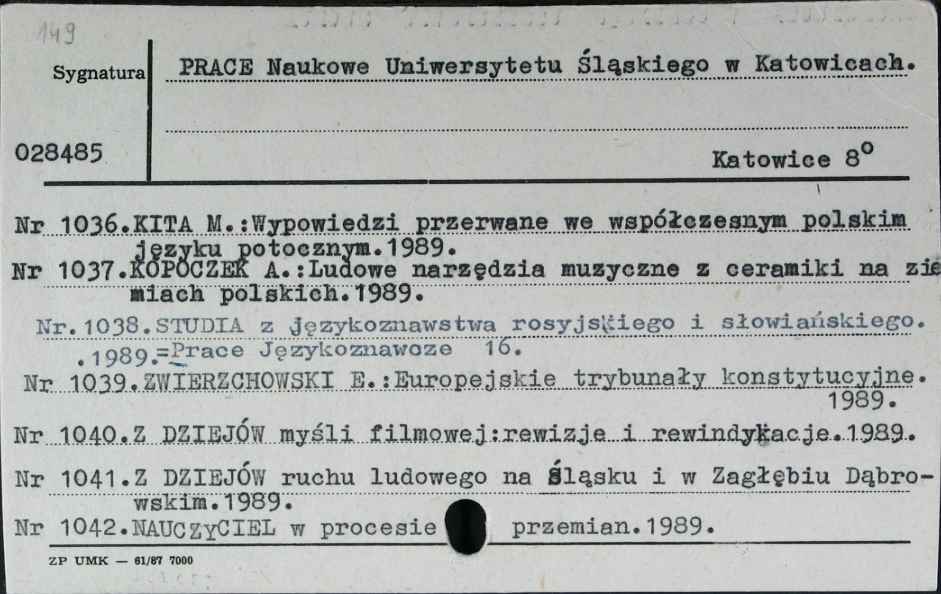 149
Sygnatura
PRACE Naukowe Uniwersytetu Śląskiego w Katowicach.
028485
Katowice 8º
Nr 1036.KITA M.:Wypowiedzi przerwane we współczesnym polskim
języku potocznym.1989.
Nr 1037.KOPOCZEK A.:Ludowe narzędzia muzyczne z ceramiki na zie
miach polskich.1989.
Nr.1038.STUDIA z językoznawstwa rosyjskiego i słowiańskiego.
.1989.=Prace Językoznawcze 16.
Nr 1039.ZWIERZCHOWSKI E.:Europejskie trybunały konstytucyjne.
1989.
Nr 1040.Z DZIEJÓW myśli filmowej:rewizje i rewindykacje.1989.
Nr 1041.Z DZIEJÓW ruchu ludowego na Śląsku i w Zagłębiu Dąbro-
wskim.1989.
Nr 1042.NAUCZyCIEL w procesie przemian.1989.
ZP UMK — 61/87 7000